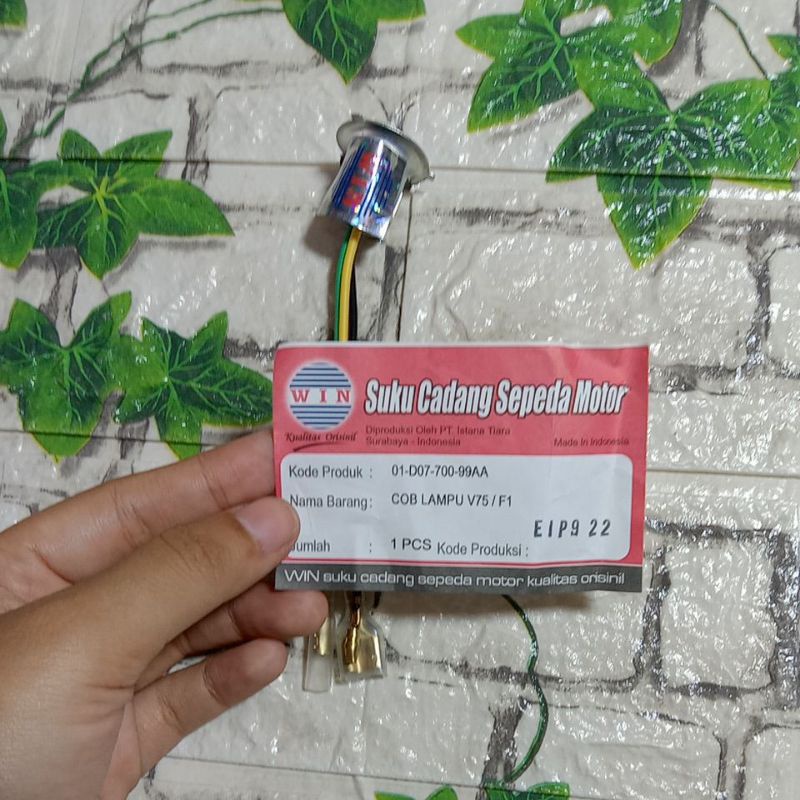 WIN
WIN
Kualitas Orisinil
Suku Cadang Sepeda Motor
Diproduksi Oleh PT. Istana Tiara
Surabaya - Indonesia
Made In Indonesia
Kode Produk : 01-D07-700-99AA
Nama Barang : COB LAMPU V75 / F1
Jumlah : 1 PCS Kode Produksi : EIP9 22
WIN suku cadang sepeda motor kualitas orisinil